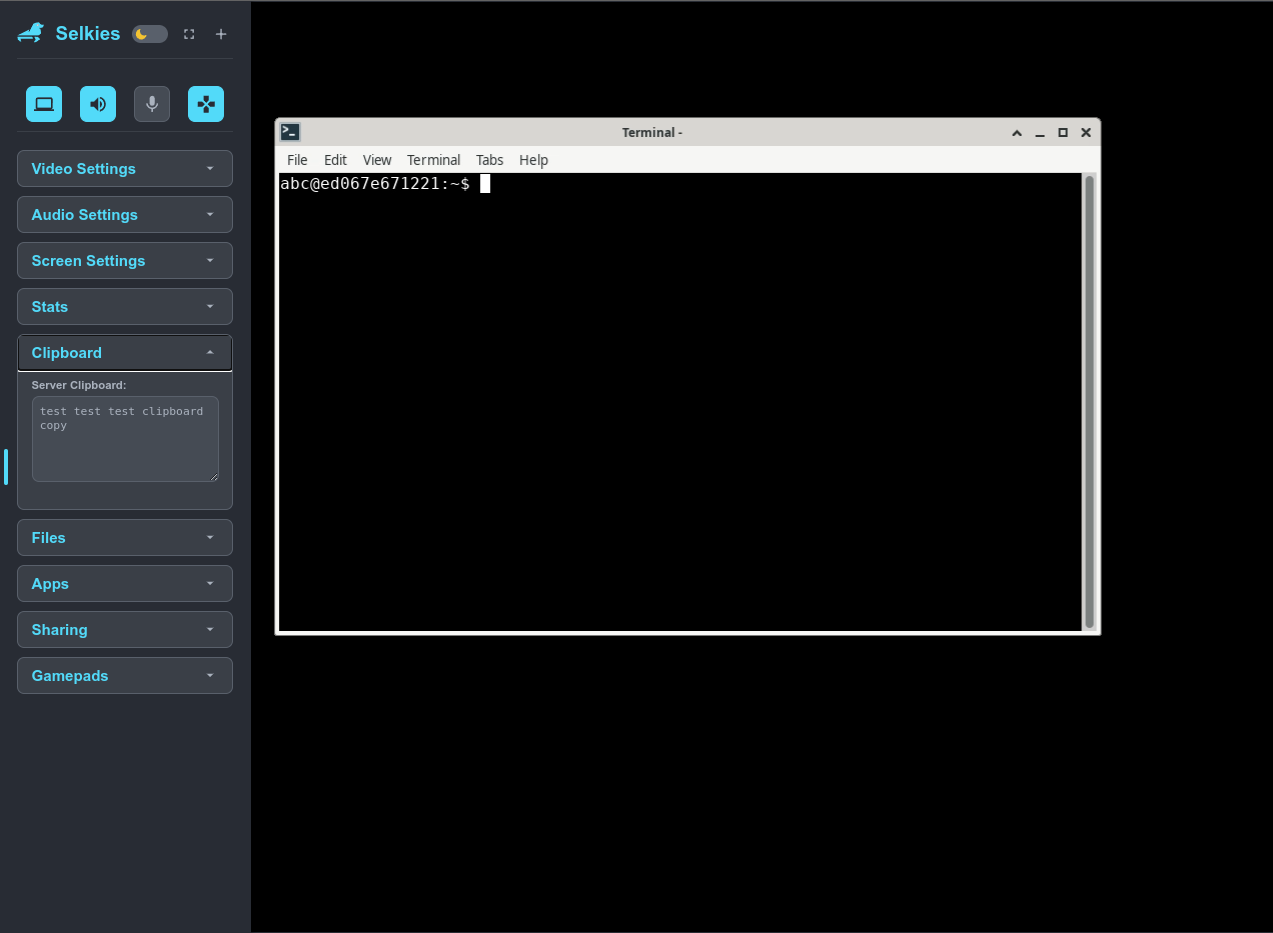 Selkies
Video Settings
Audio Settings
Screen Settings
Stats
Clipboard
Server Clipboard:
test test test clipboard
copy
Files
Apps
Sharing
Gamepads
Terminal -
File Edit View Terminal Tabs Help
abc@ed067e671221:~$